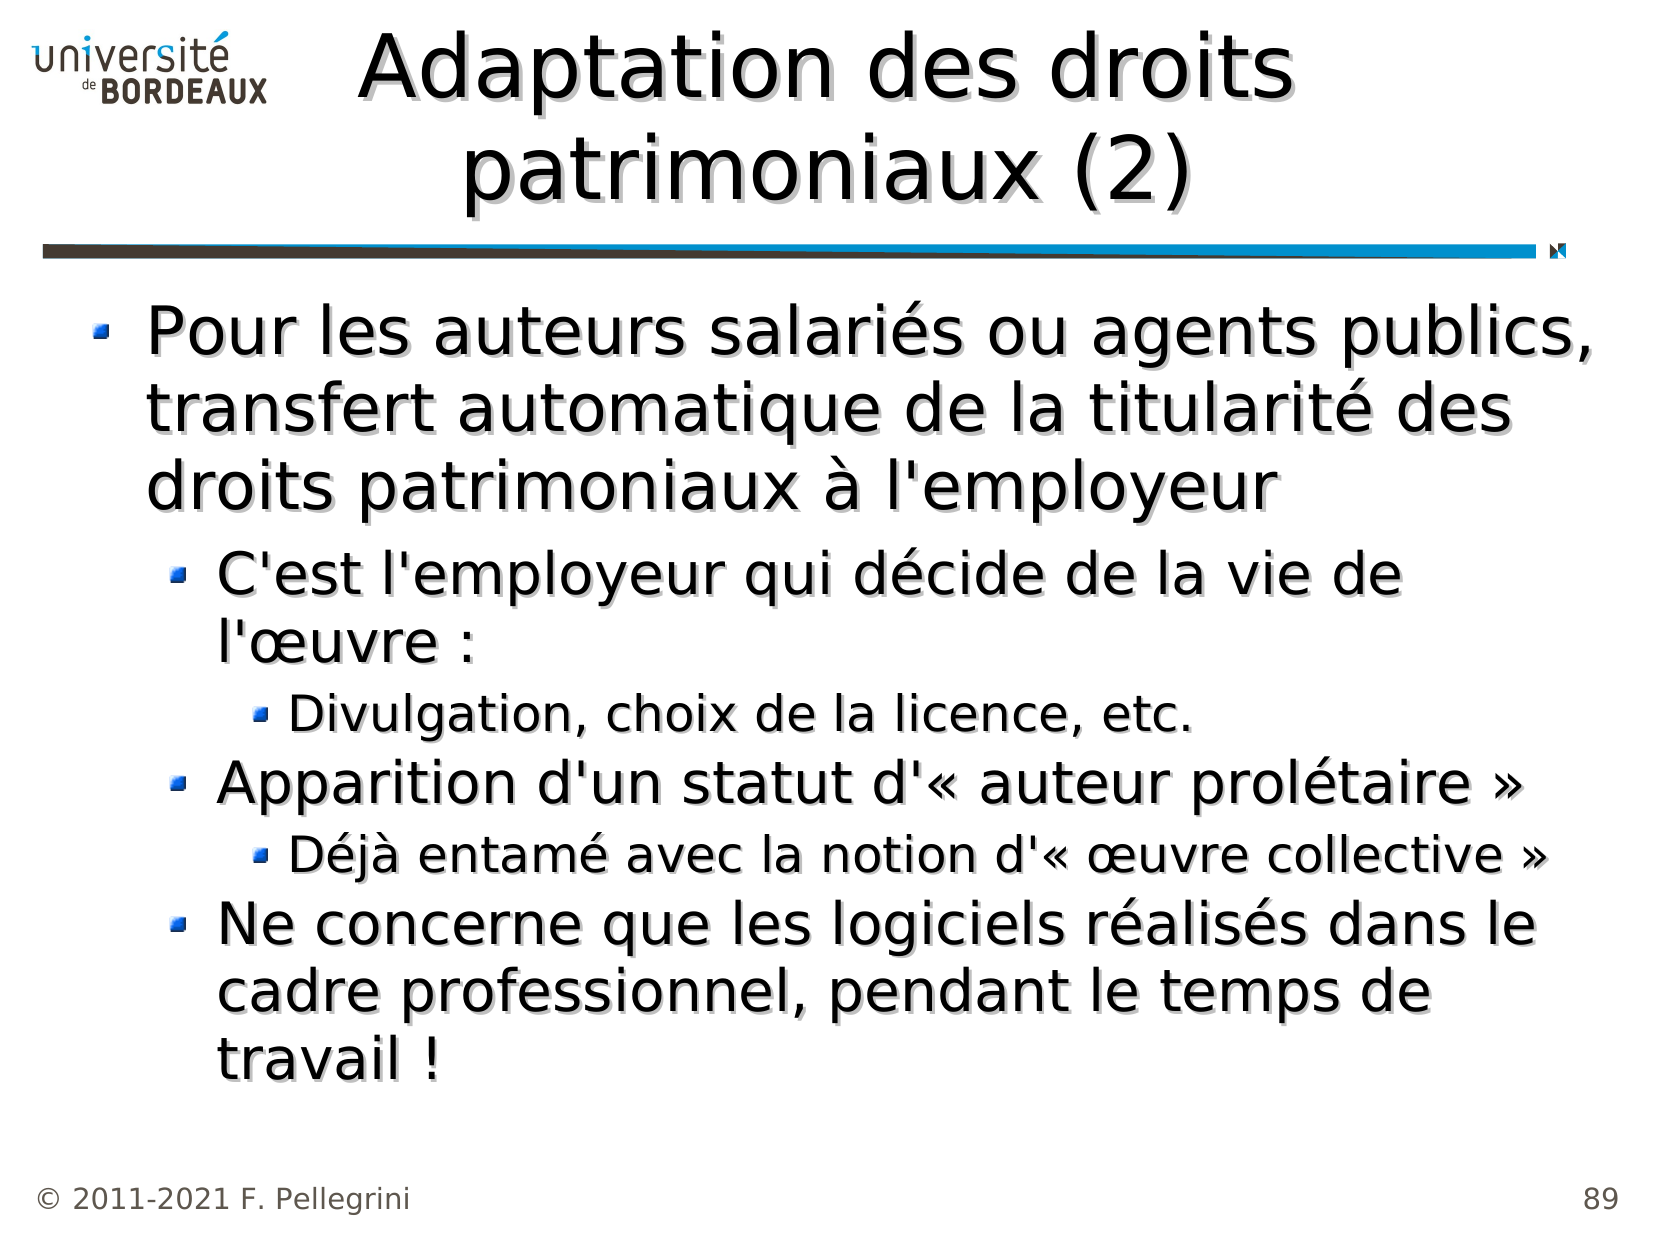 université
de BORDEAUX
Adaptation des droits
patrimoniaux (2)
Pour les auteurs salariés ou agents publics,
transfert automatique de la titularité des
droits patrimoniaux à l'employeur
C'est l'employeur qui décide de la vie de
l'œuvre :
Divulgation, choix de la licence, etc.
Apparition d'un statut d'« auteur prolétaire »
Déjà entamé avec la notion d'« œuvre collective »
Ne concerne que les logiciels réalisés dans le
cadre professionnel, pendant le temps de
travail !
© 2011-2021 F. Pellegrini
89